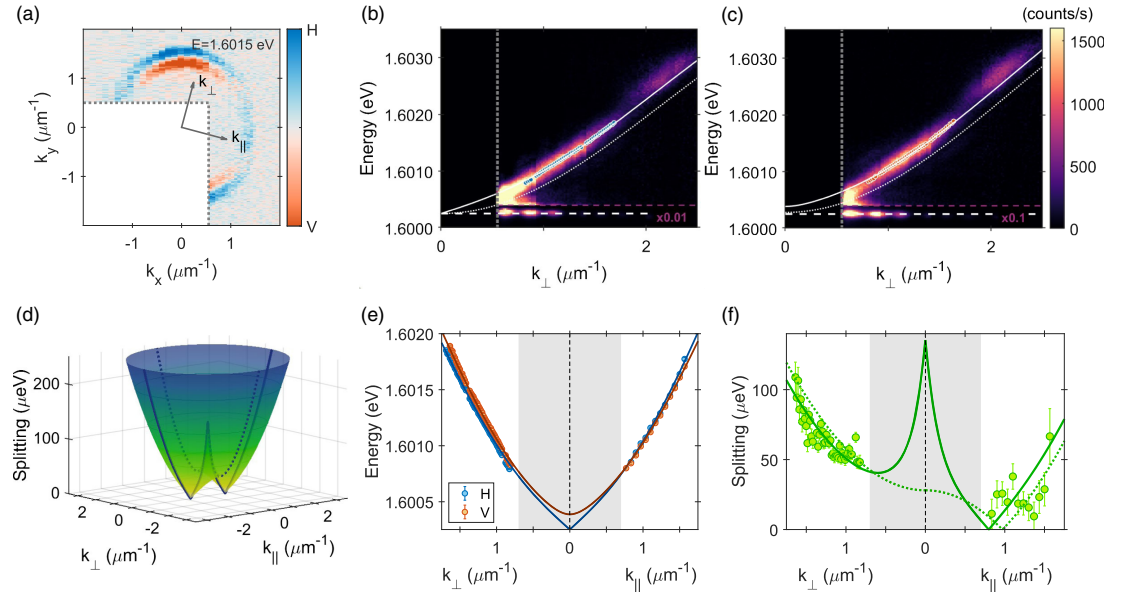 (a)
E=1.6015 eV
k⊥
k||
1
0
-1
-1
0
1
ky (μm-1)
kx (μm-1)
H
V
(b)
1.6030
1.6020
1.6010
1.6000
Energy (eV)
x0.01
0
2
k⊥ (μm-1)
(c)
1.6030
1.6020
1.6010
1.6000
Energy (eV)
x0.1
0
2
k⊥ (μm-1)
(counts/s)
1500
1000
500
0
(d)
200
100
0
Splitting (μeV)
2
0
-2
k⊥ (μm-1)
-2
0
2
k|| (μm-1)
(e)
1.6020
1.6015
1.6010
1.6005
Energy (eV)
H
V
1
0
1
k⊥ (μm-1)
k|| (μm-1)
(f)
100
50
0
Splitting (μeV)
1
0
1
k⊥ (μm-1)
k|| (μm-1)